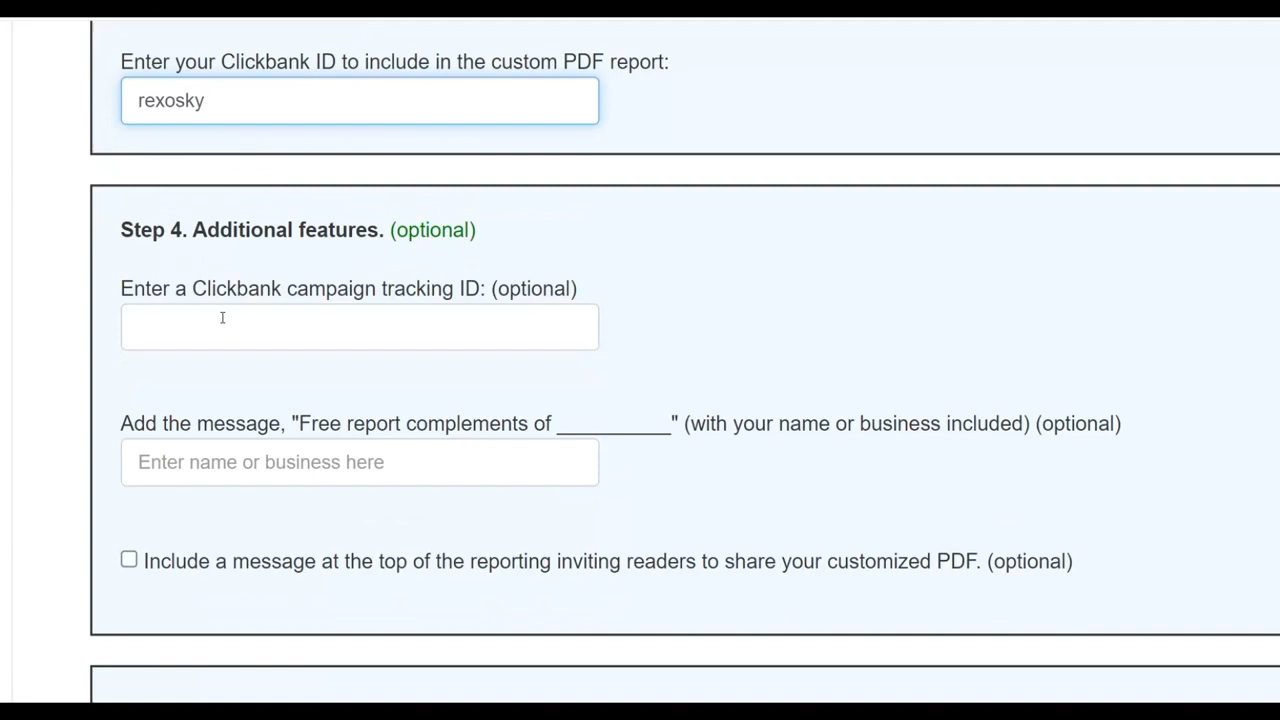 Enter your Clickbank ID to include in the custom PDF report:
rexosky
Step 4. Additional features. (optional)
Enter a Clickbank campaign tracking ID: (optional)
Add the message, "Free report complements of __________" (with your name or business included) (optional)
Enter name or business here
Include a message at the top of the reporting inviting readers to share your customized PDF. (optional)